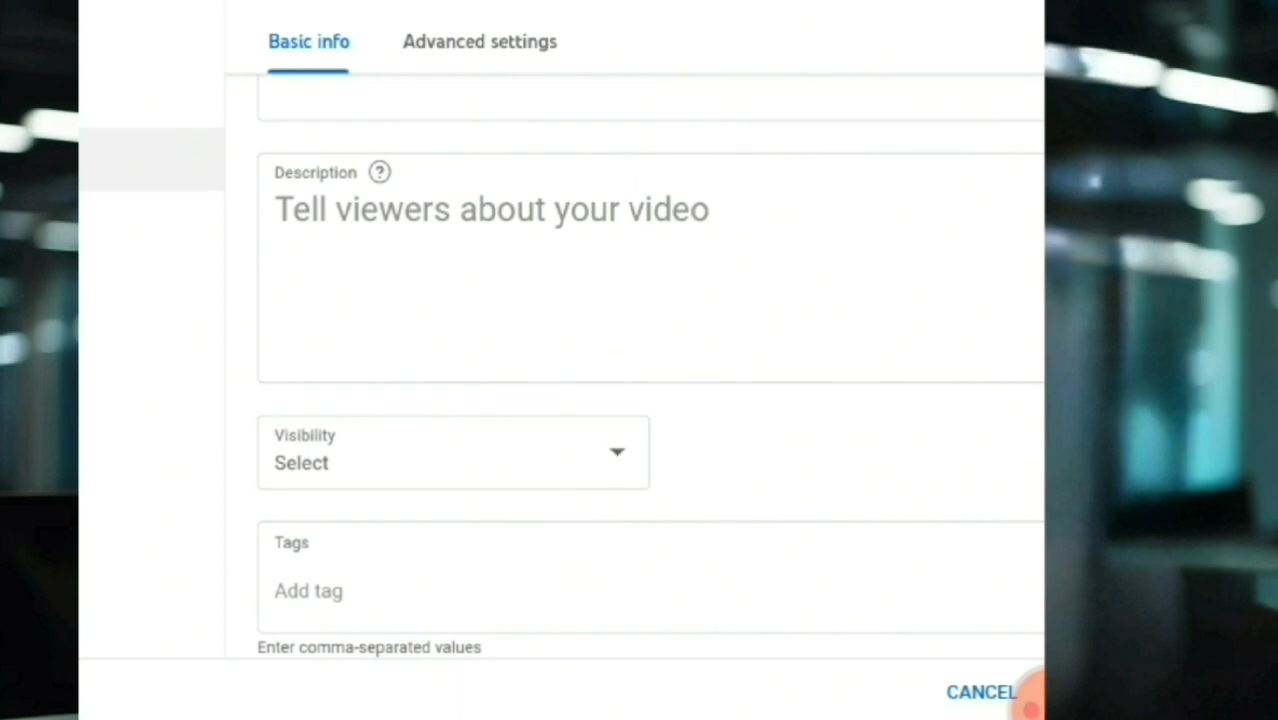 Basic info Advanced settings
Description ?
Tell viewers about your video
Visibility
Select
Tags
Add tag
Enter comma-separated values
CANCEL